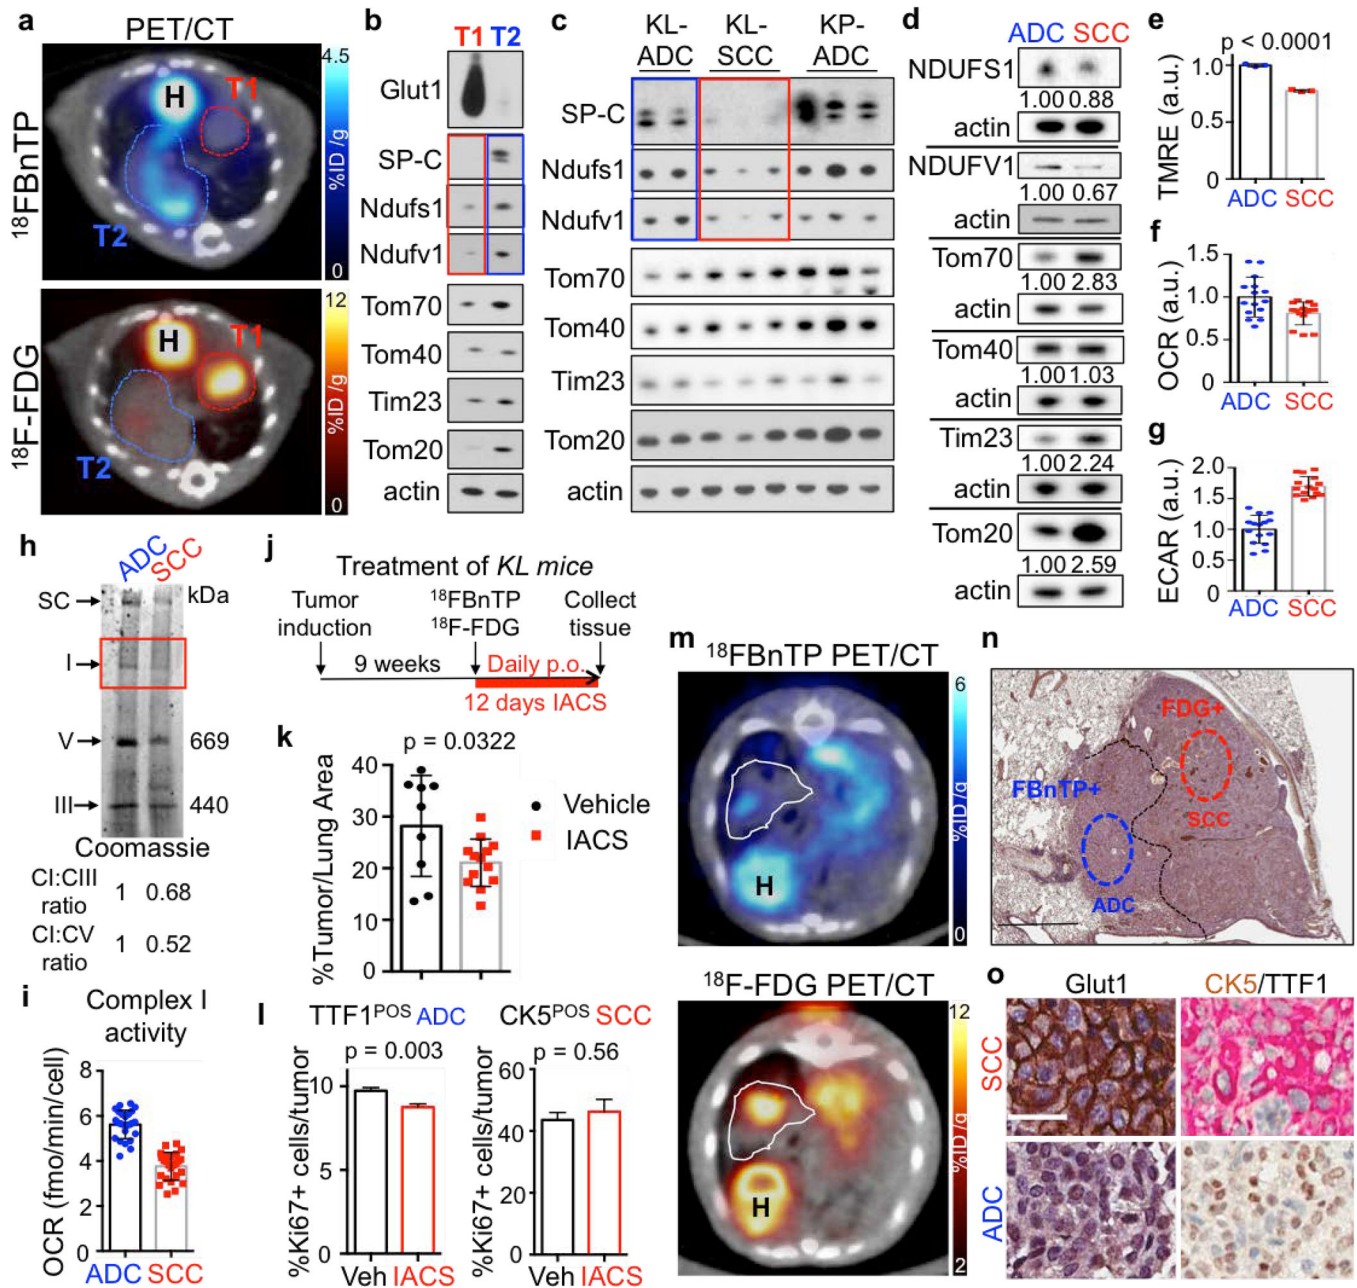 a
PET/CT
¹⁸FBnTP
H
T1
T2
4.5
%ID /g
0
¹⁸F-FDG
H
T1
T2
12
%ID /g
0
b
T1 T2
Glut1
SP-C
Ndufs1
Ndufv1
Tom70
Tom40
Tim23
Tom20
actin
c
KL-
ADC
KL-
SCC
KP-
ADC
SP-C
Ndufs1
Ndufv1
Tom70
Tom40
Tim23
Tom20
actin
d
ADC SCC
NDUFS1
1.00 0.88
actin
NDUFV1
1.00 0.67
actin
Tom70
1.00 2.83
actin
Tom40
1.00 1.03
actin
Tim23
1.00 2.24
actin
Tom20
1.00 2.59
actin
e
p < 0.0001
TMRE (a.u.)
1.0
0.5
0
ADC SCC
f
OCR (a.u.)
1.5
1.0
0.5
0
ADC SCC
g
ECAR (a.u.)
2.0
1.5
1.0
0.5
0
ADC SCC
h
ADC
SCC
kDa
SC
I
V
669
III
440
Coomassie
CI:CIII
ratio
1 0.68
CI:CV
ratio
1 0.52
i
Complex I
activity
OCR (fmo/min/cell)
8
6
4
2
0
ADC SCC
j
Treatment of KL mice
Tumor
induction
¹⁸FBnTP
¹⁸F-FDG
Collect
tissue
9 weeks
Daily p.o.
12 days IACS
k
p = 0.0322
%Tumor/Lung Area
40
30
20
10
0
Vehicle
IACS
l
TTF1ᴾᴼˢ ADC
p = 0.003
%Ki67+ cells/tumor
10
5
0
Veh IACS
CK5ᴾᴼˢ SCC
p = 0.56
%Ki67+ cells/tumor
60
40
20
0
Veh IACS
m
¹⁸FBnTP PET/CT
H
6
%ID /g
0
¹⁸F-FDG PET/CT
H
12
%ID/g
2
n
FDG+
SCC
FBnTP+
ADC
o
Glut1
CK5/TTF1
SCC
ADC